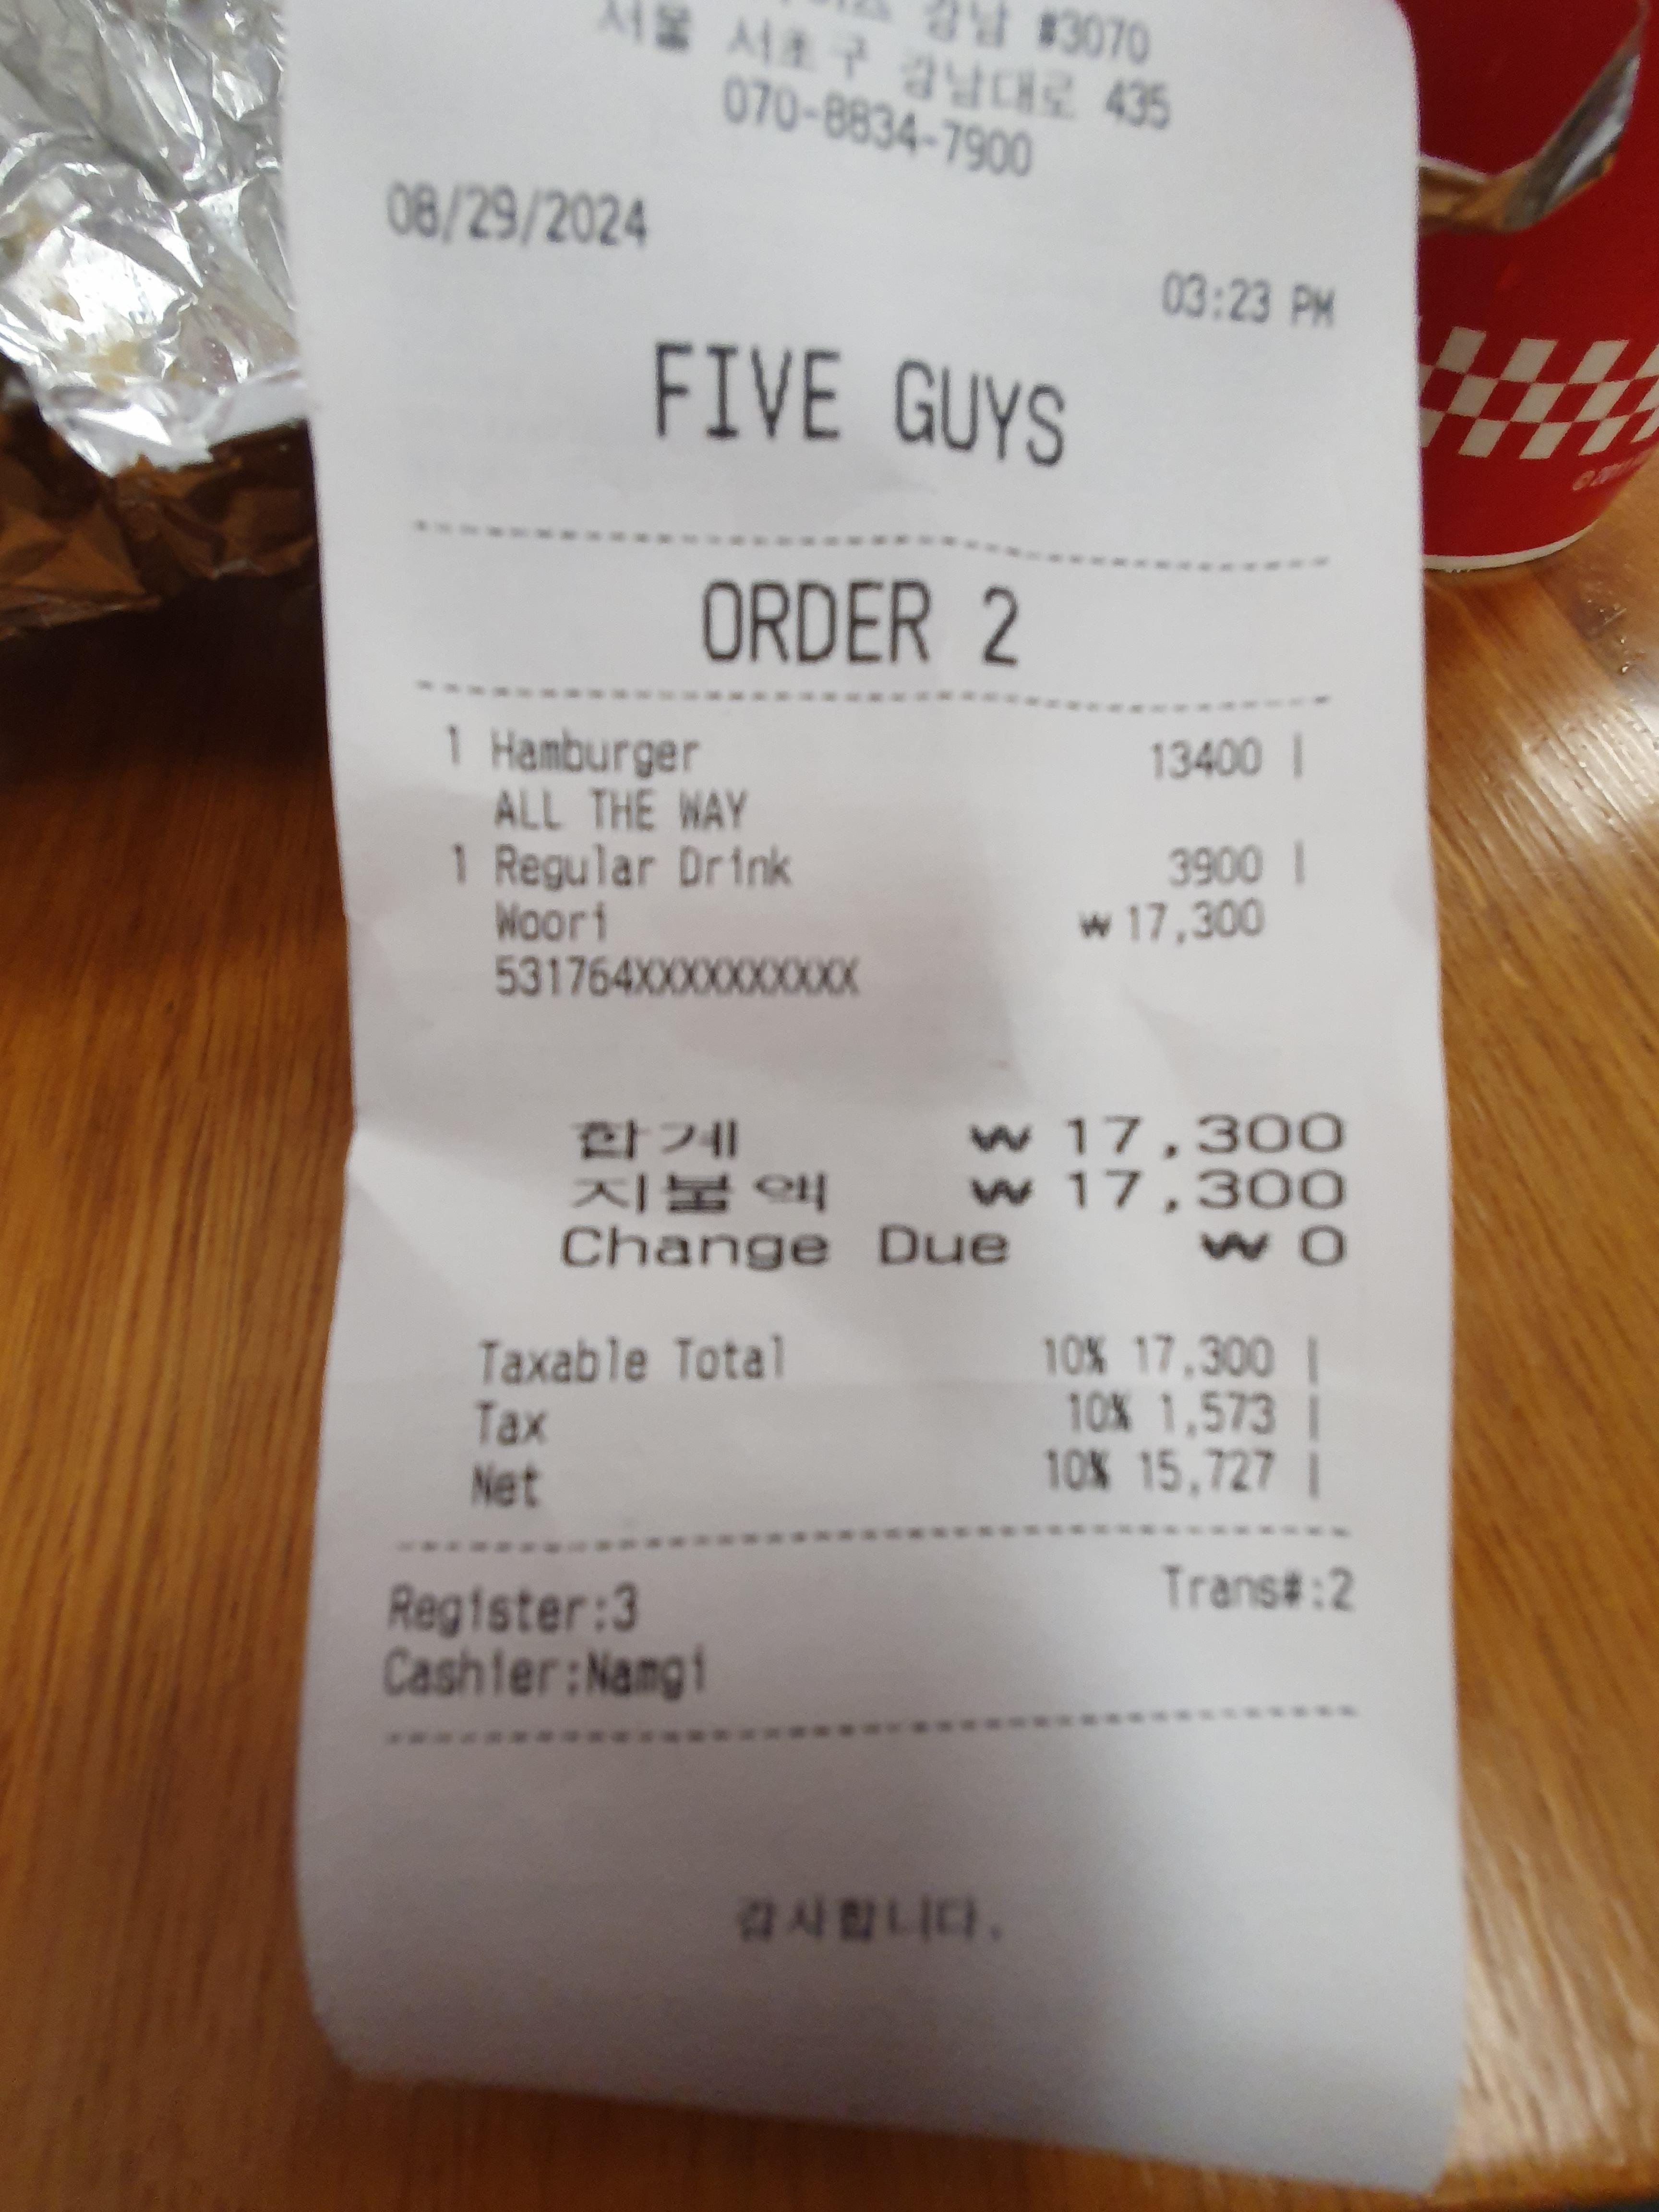 강남 #3070
서울 서초구 강남대로 435
070-8834-7900
08/29/2024
03:23 PM
FIVE GUYS
ORDER 2
1 Hamburger 13400 |
ALL THE WAY
1 Regular Drink 3900 |
Woori ₩ 17,300
531764XXXXXXXXXX
합계 ₩ 17,300
지불액 ₩ 17,300
Change Due ₩ 0
Taxable Total 10% 17,300 |
Tax 10% 1,573 |
Net 10% 15,727 |
Trans#:2
Register:3
Cashier:Namgi
감사합니다.